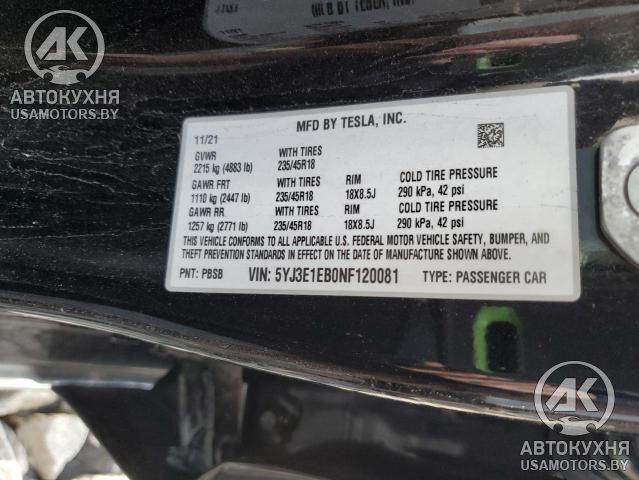 AK
АВТОКУХНЯ
USAMOTORS.BY
MFD BY TESLA, INC.
11/21
GVWR WITH TIRES
2215 kg (4883 lb) 235/45R18
GAWR FRT WITH TIRES RIM COLD TIRE PRESSURE
1110 kg (2447 lb) 235/45R18 18X8.5J 290 kPa, 42 psi
GAWR RR. WITH TIRES RIM COLD TIRE PRESSURE
1257 kg (2771 lb) 235/45R18 18X8.5J 290 kPa, 42 psi
THIS VEHICLE CONFORMS TO ALL APPLICABLE U.S. FEDERAL MOTOR VEHICLE SAFETY, BUMPER, AND
THEFT PREVENTION STANDARDS IN EFFECT ON THE DATE OF MANUFACTURE SHOWN ABOVE.
PNT: PBSB VIN: 5YJ3E1EB0NF120081 TYPE: PASSENGER CAR
AK
АВТОКУХНЯ
USAMOTORS.BY